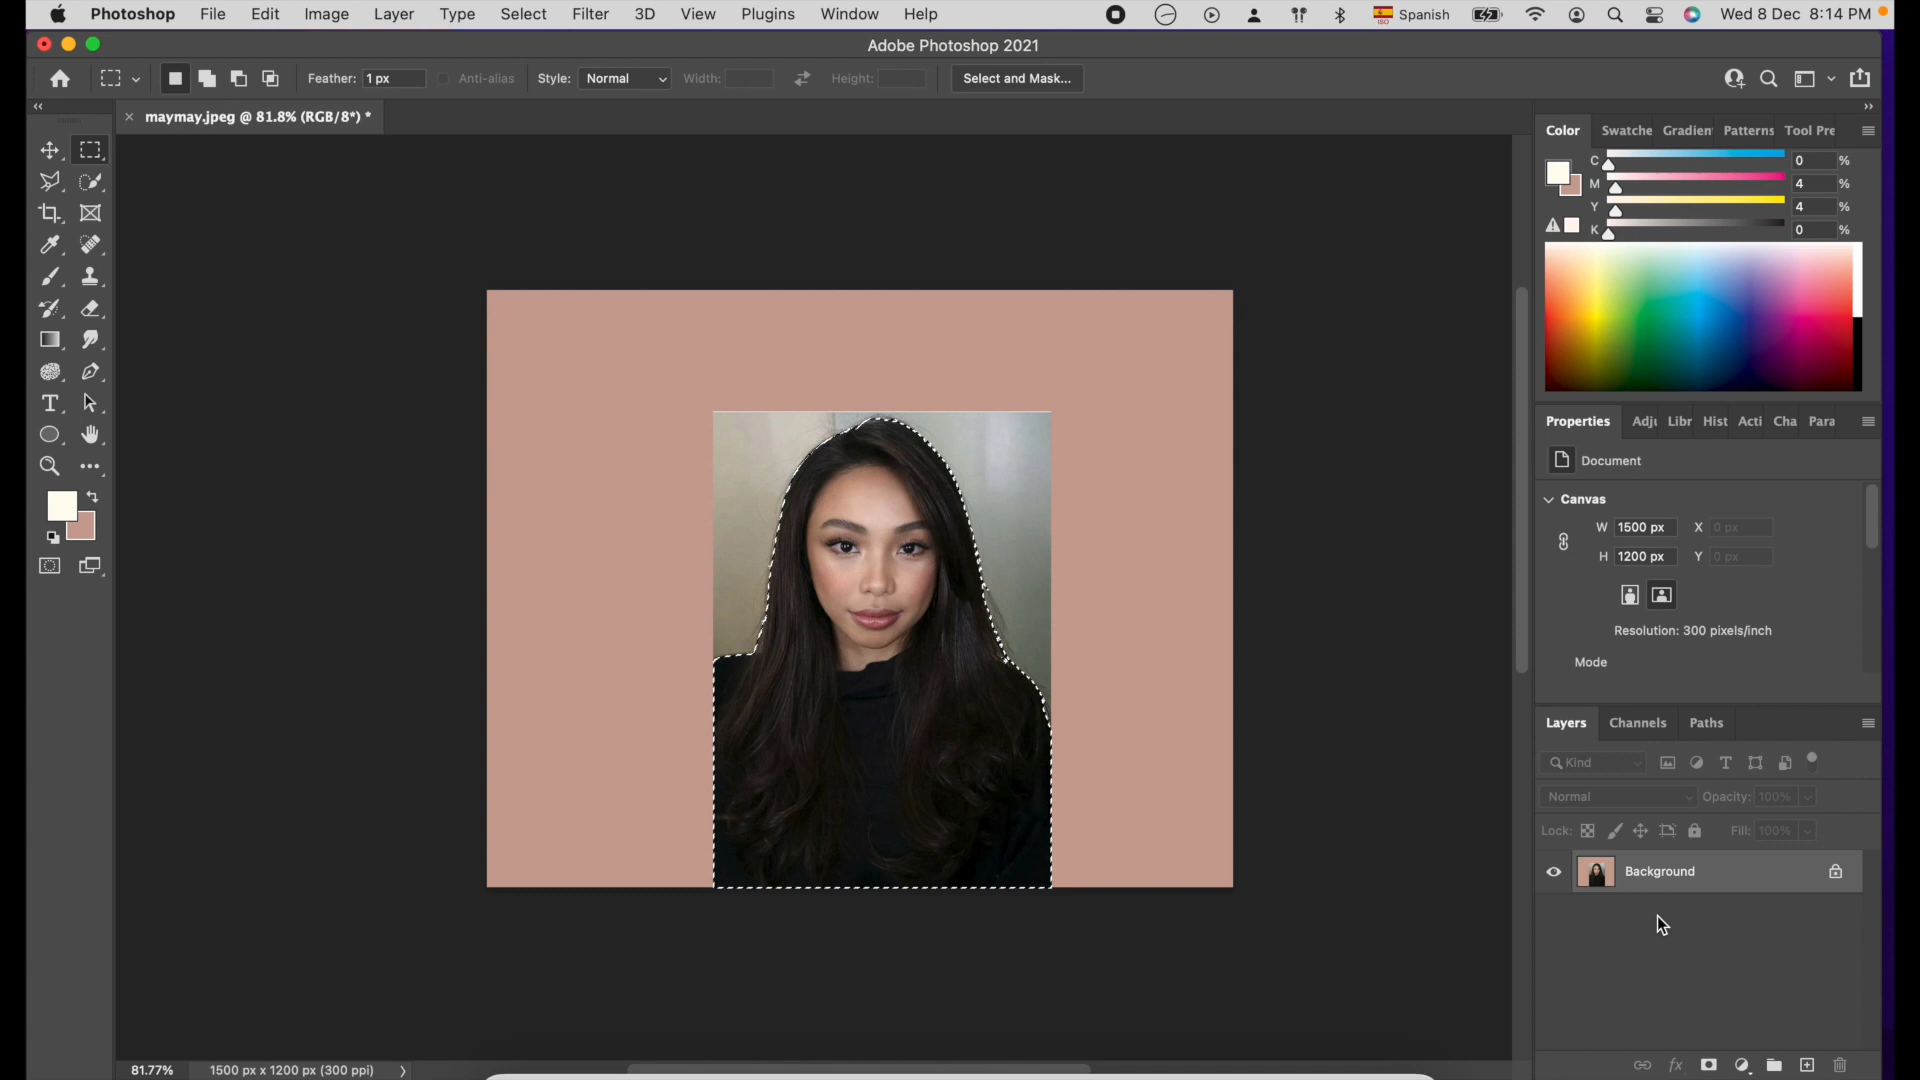 Photoshop File Edit Image Layer Type Select Filter 3D View Plugins Window Help ISO Spanish Wed 8 Dec 8:14 PM
Adobe Photoshop 2021
Feather: 1 px Anti-alias Style: Normal Width: Height: Select and Mask...
× maymay.jpeg @ 81.8% (RGB/8*) *
Color Swatche Gradien Patterns Tool Pre
C 0 %
M 4 %
Y 4 %
K 0 %
Properties Adju Libr Hist Acti Cha Para
Document
Canvas
W 1500 px X 0 px
H 1200 px Y 0 px
Resolution: 300 pixels/inch
Mode
Layers Channels Paths
Kind
Normal Opacity: 100%
Lock: Fill: 100%
Background
fx
81.77% 1500 px x 1200 px (300 ppi)